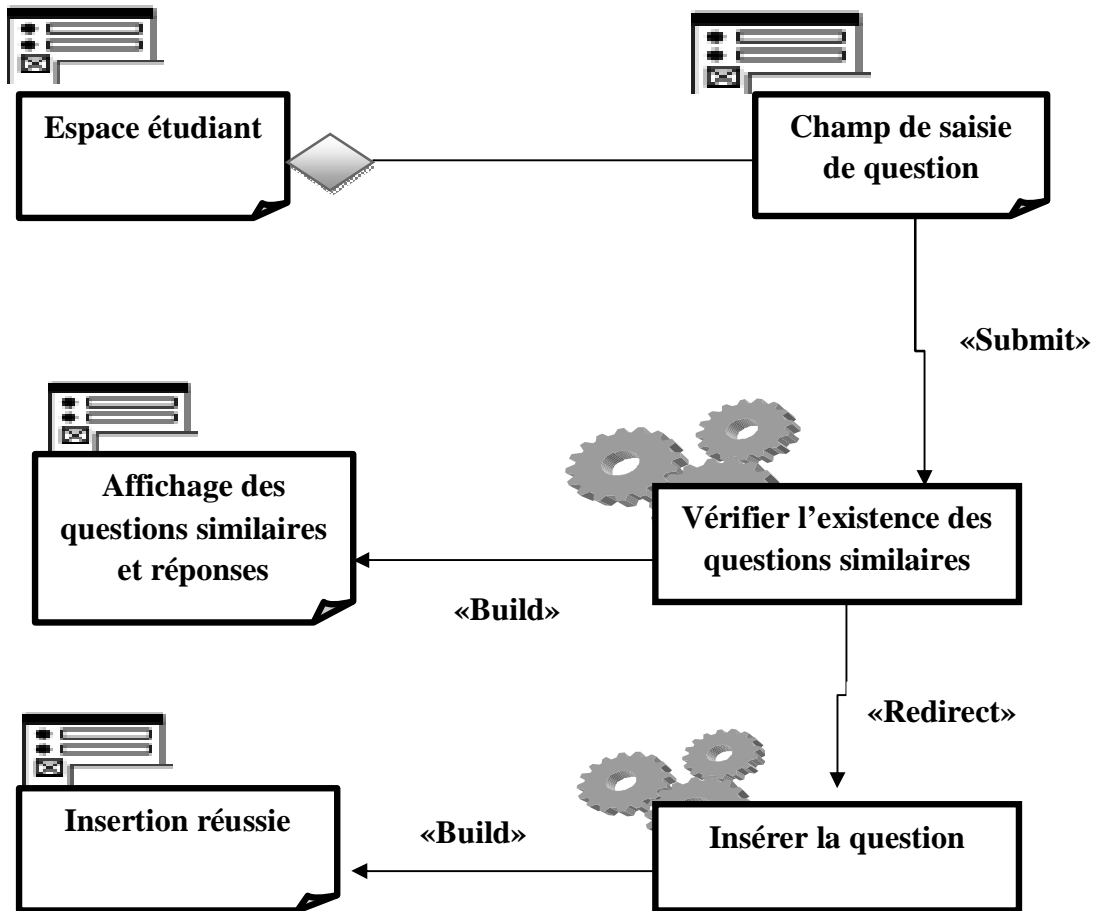 Espace étudiant
Champ de saisie
de question
«Submit»
Affichage des
questions similaires
et réponses
Vérifier l’existence des
questions similaires
«Build»
«Redirect»
Insertion réussie
«Build»
Insérer la question